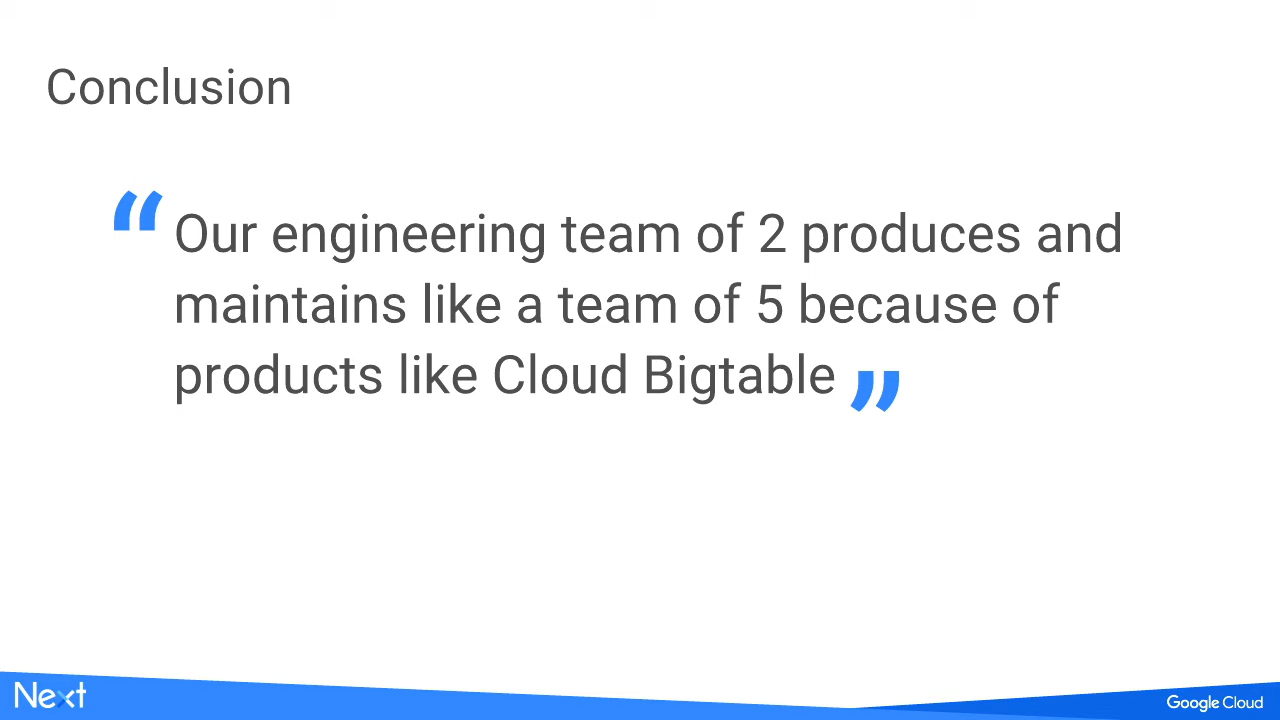 Conclusion
“Our engineering team of 2 produces and
maintains like a team of 5 because of
products like Cloud Bigtable”
Next
Google Cloud